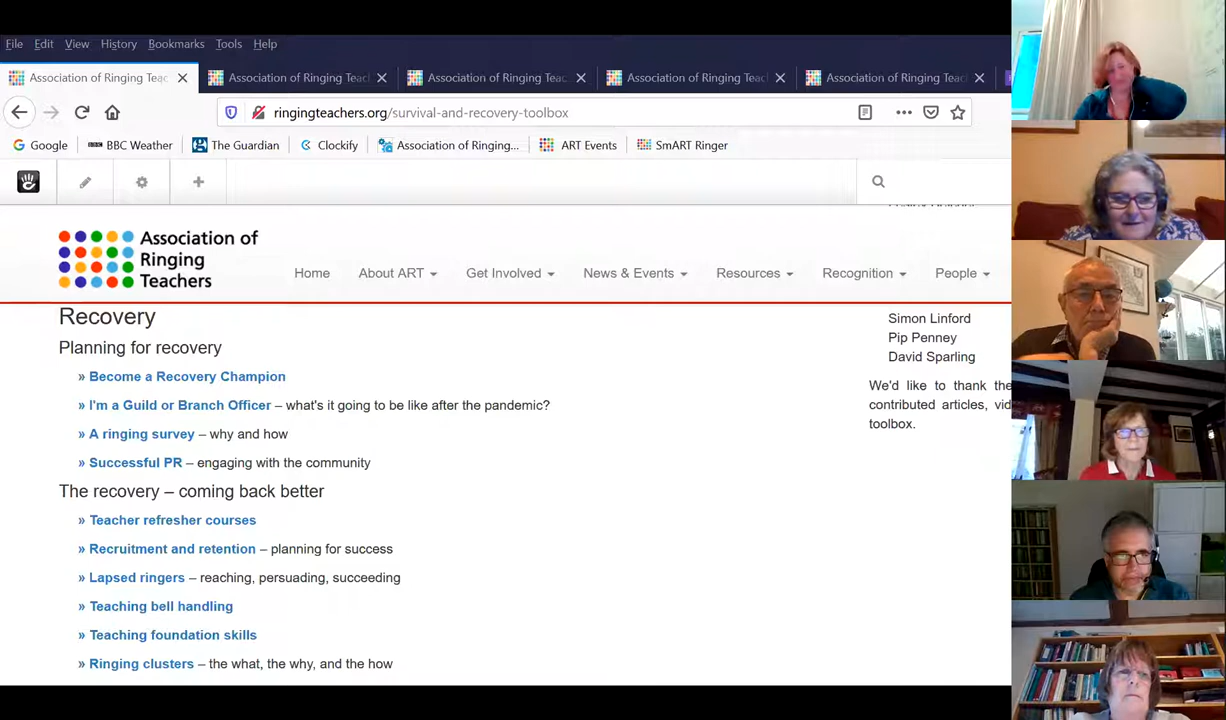 File Edit View History Bookmarks Tools Help
Association of Ringing Teac Association of Ringing Teac Association of Ringing Teac Association of Ringing Teac Association of Ringing Teac
ringingteachers.org/survival-and-recovery-toolbox
Google BBC Weather The Guardian Clockify Association of Ringing... ART Events SmART Ringer
Association of
Ringing
Teachers
Home About ART Get Involved News & Events Resources Recognition People
Recovery
Planning for recovery
» Become a Recovery Champion
» I'm a Guild or Branch Officer – what's it going to be like after the pandemic?
» A ringing survey – why and how
» Successful PR – engaging with the community
The recovery – coming back better
» Teacher refresher courses
» Recruitment and retention – planning for success
» Lapsed ringers – reaching, persuading, succeeding
» Teaching bell handling
» Teaching foundation skills
» Ringing clusters – the what, the why, and the how
Simon Linford
Pip Penney
David Sparling
We'd like to thank the
contributed articles, vid
toolbox.